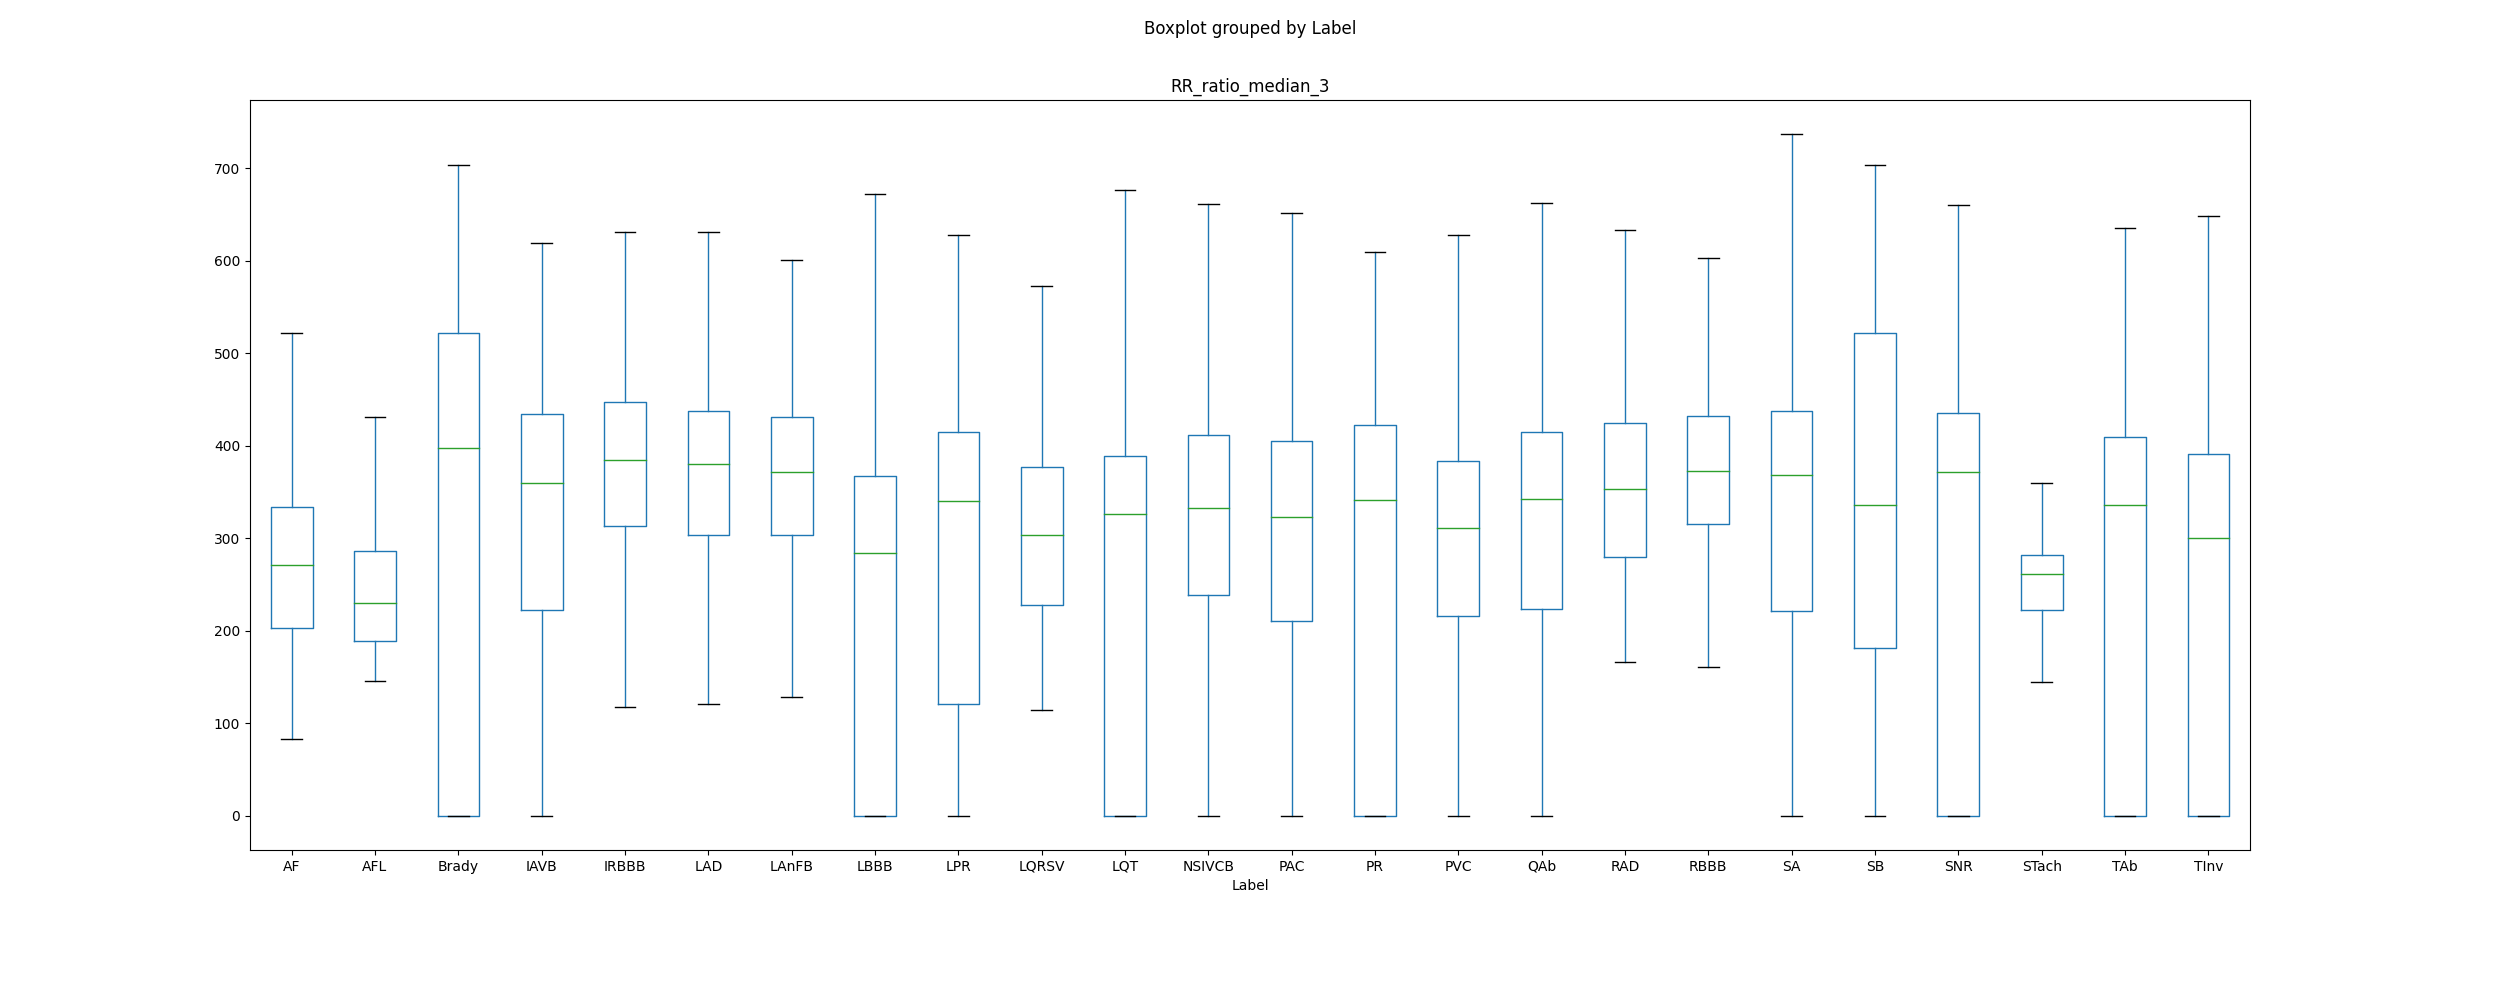 Boxplot grouped by Label
RR_ratio_median_3
700
600
500
400
300
200
100
0
AF AFL Brady IAVB IRBBB LAD LAnFB LBBB LPR LQRSV LQT NSIVCB PAC PR PVC QAb RAD RBBB SA SB SNR STach TAb TInv
Label